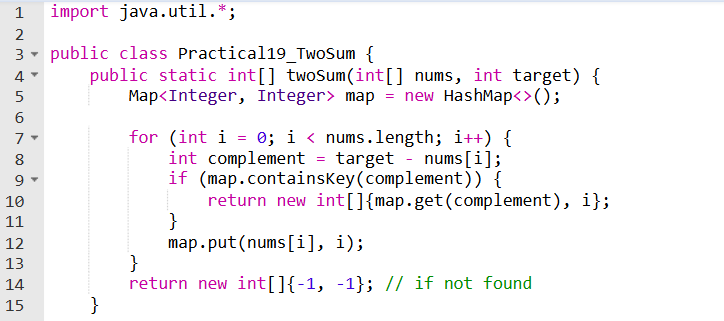 1 import java.util.*;
2
3 public class Practical19_TwoSum {
4     public static int[] twoSum(int[] nums, int target) {
5         Map<Integer, Integer> map = new HashMap<>();
6
7         for (int i = 0; i < nums.length; i++) {
8             int complement = target - nums[i];
9             if (map.containsKey(complement)) {
10                 return new int[]{map.get(complement), i};
11             }
12             map.put(nums[i], i);
13         }
14         return new int[]{-1, -1}; // if not found
15     }